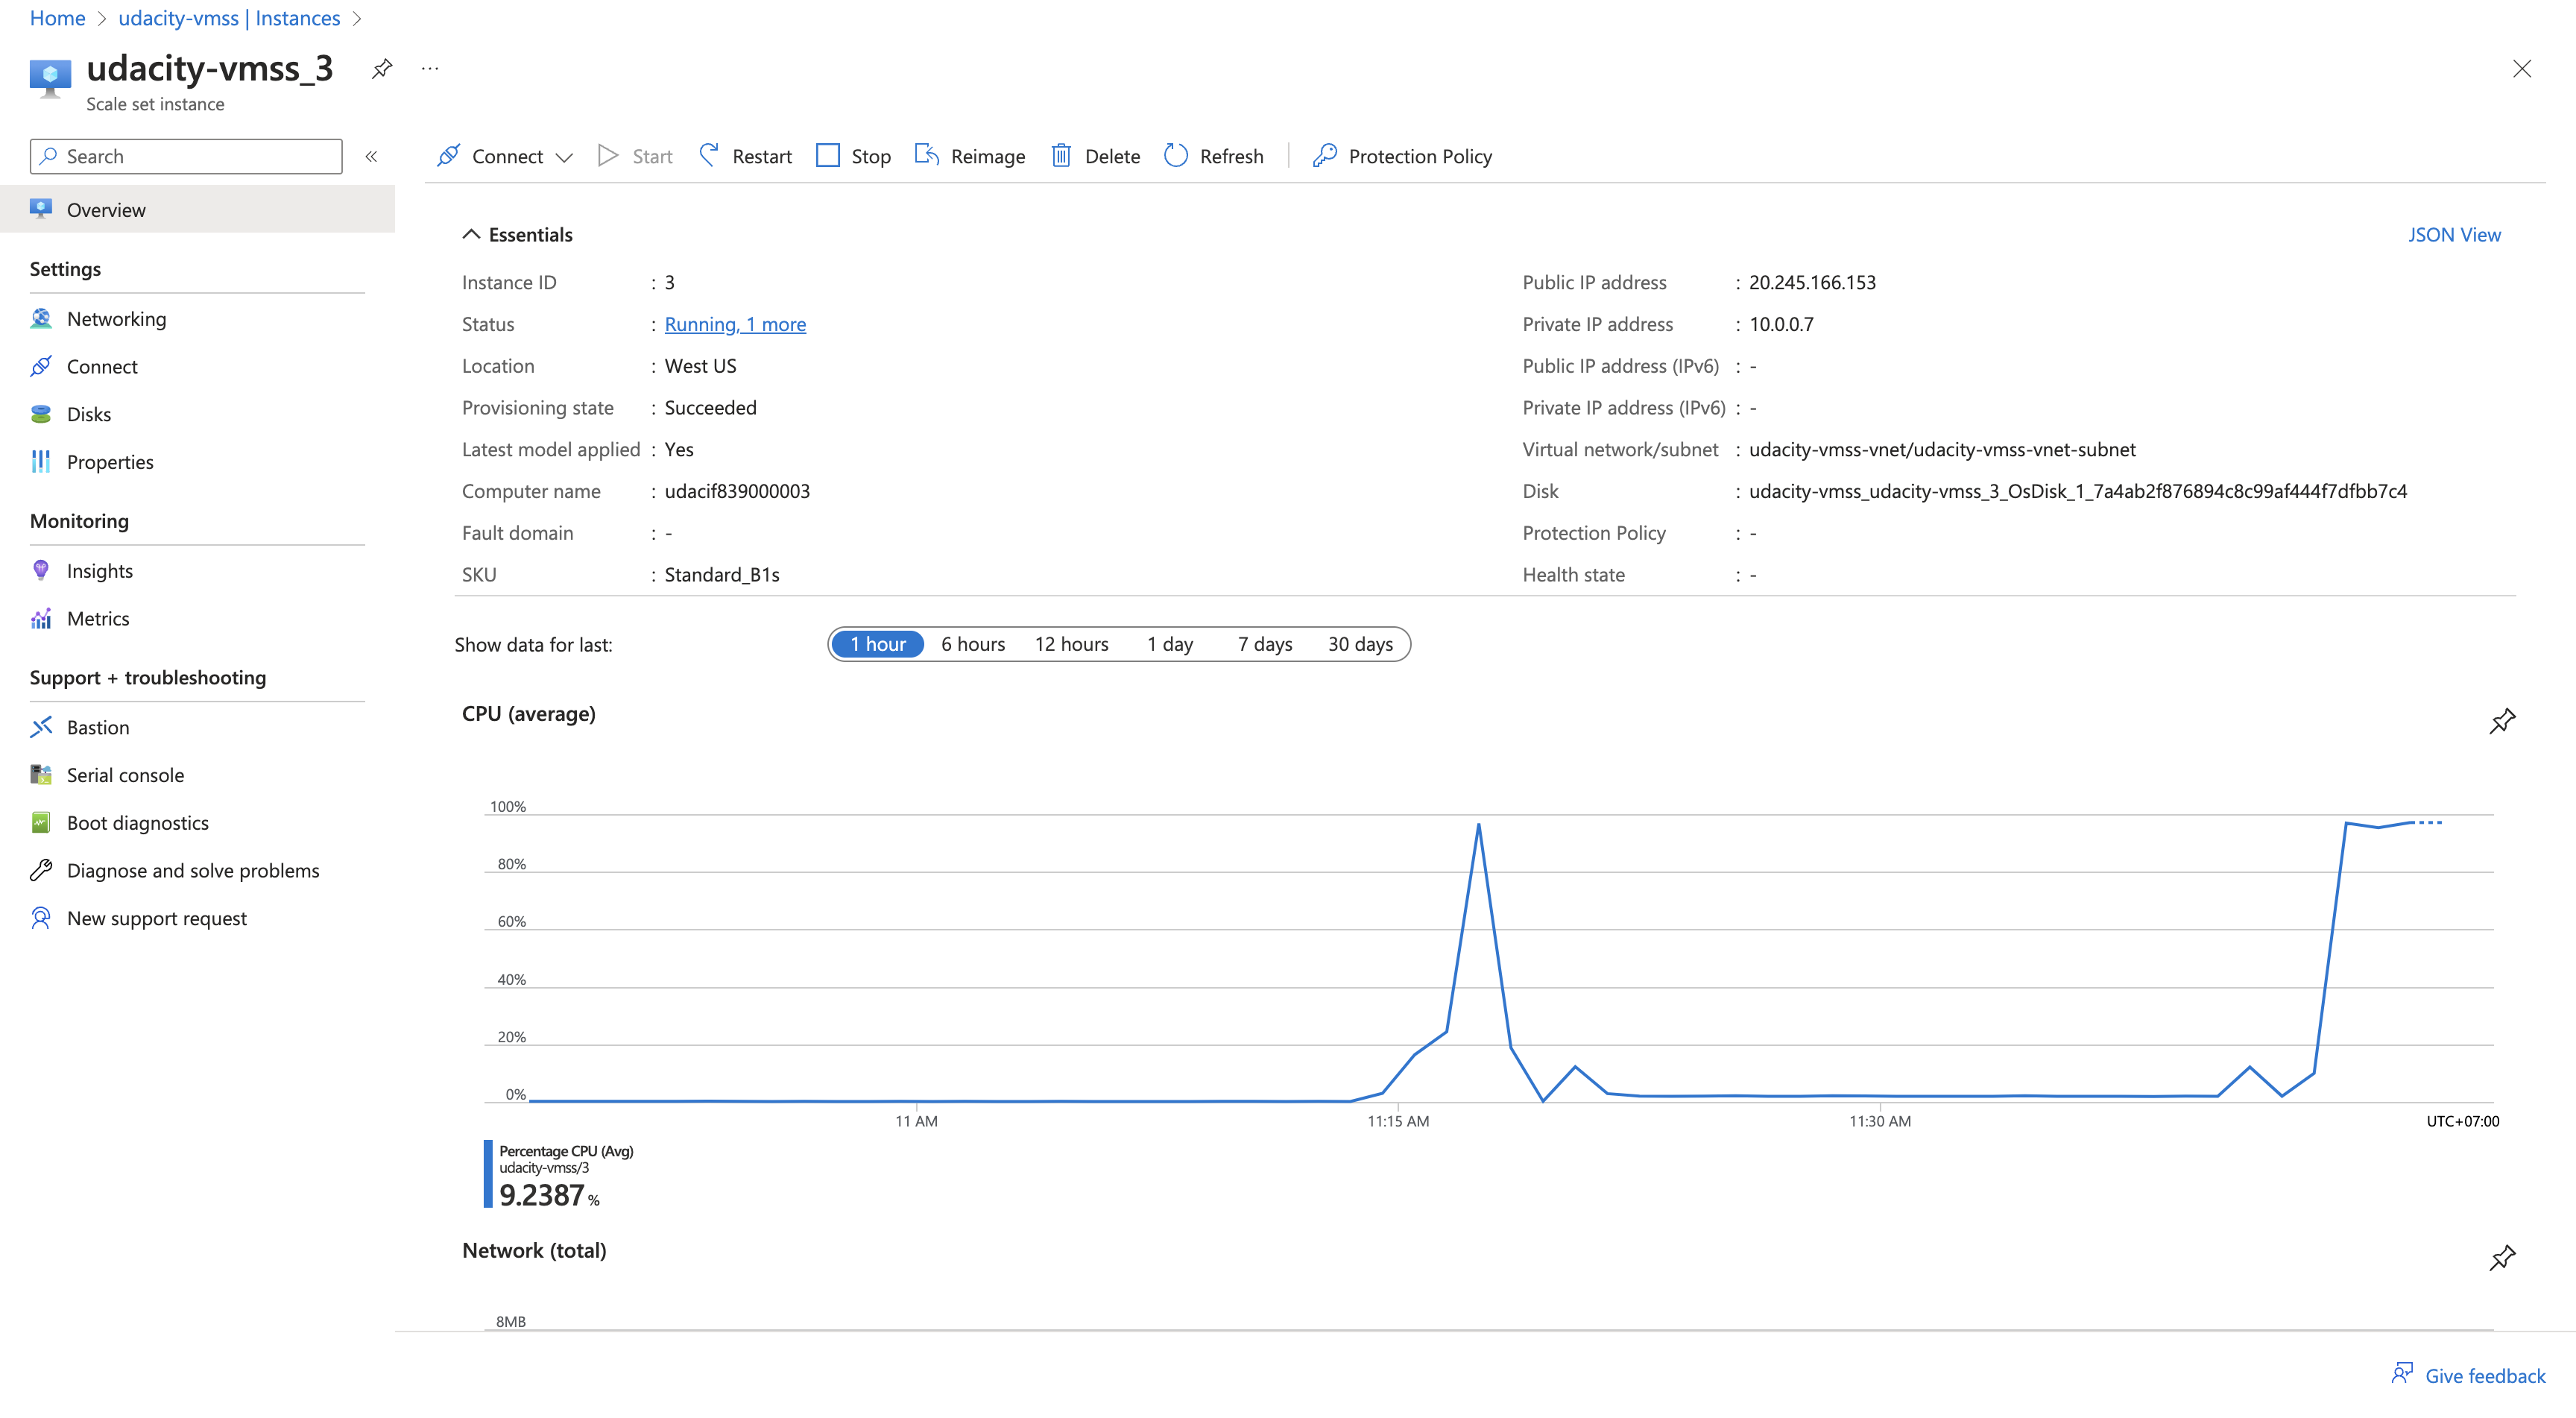 Home > udacity-vmss | Instances >
udacity-vmss_3
Scale set instance
Search
Overview
Settings
Networking
Connect
Disks
Properties
Monitoring
Insights
Metrics
Support + troubleshooting
Bastion
Serial console
Boot diagnostics
Diagnose and solve problems
New support request
Connect Start Restart Stop Reimage Delete Refresh Protection Policy
Essentials
JSON View
Instance ID : 3
Status : Running, 1 more
Location : West US
Provisioning state : Succeeded
Latest model applied : Yes
Computer name : udacif839000003
Fault domain : -
SKU : Standard_B1s
Public IP address : 20.245.166.153
Private IP address : 10.0.0.7
Public IP address (IPv6) : -
Private IP address (IPv6) : -
Virtual network/subnet : udacity-vmss-vnet/udacity-vmss-vnet-subnet
Disk : udacity-vmss_udacity-vmss_3_OsDisk_1_7a4ab2f876894c8c99af444f7dfbb7c4
Protection Policy : -
Health state : -
Show data for last: 1 hour 6 hours 12 hours 1 day 7 days 30 days
CPU (average)
100%
80%
60%
40%
20%
0%
11 AM 11:15 AM 11:30 AM UTC+07:00
Percentage CPU (Avg)
udacity-vmss/3
9.2387 %
Network (total)
8MB
Give feedback